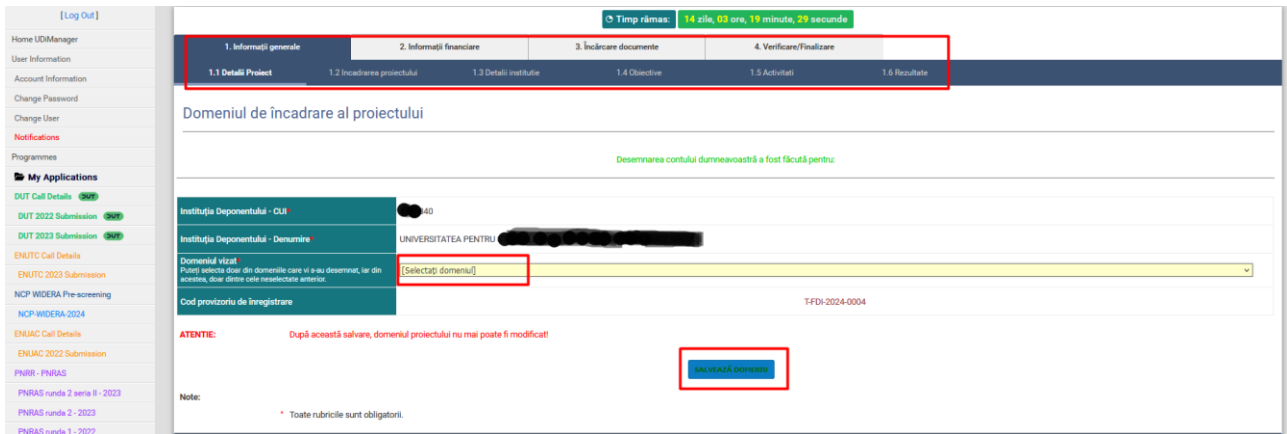 [Log Out]
Home UDiManager
User Information
Account Information
Change Password
Change User
Notifications
Programmes
My Applications
DUT Call Details DUT
DUT 2022 Submission DUT
DUT 2023 Submission DUT
ENUTC Call Details
ENUTC 2023 Submission
NCP WIDERA Pre-screening
NCP-WIDERA-2024
ENUAC Call Details
ENUAC 2022 Submission
PNRR - PNRAS
PNRAS runda 2 seria II - 2023
PNRAS runda 2 - 2023
PNRAS runda 1 - 2022
Timp rămas: 14 zile, 03 ore, 19 minute, 29 secunde
1. Informații generale 2. Informații financiare 3. Încărcare documente 4. Verificare/Finalizare
1.1 Detalii Proiect 1.2 Incadrarea proiectului 1.3 Detalii institutie 1.4 Obiective 1.5 Activitati 1.6 Rezultate
Domeniul de încadrare al proiectului
Desemnarea contului dumneavoastră a fost făcută pentru:
Instituția Deponentului - CUI* 340
Instituția Deponentului - Denumire* UNIVERSITATEA PENTRU
Domeniul vizat*
Puteți selecta doar din domeniile care vi s-au desemnat, iar din
acestea, doar dintre cele neselectate anterior.
[Selectați domeniul]
Cod provizoriu de înregistrare T-FDI-2024-0004
ATENTIE: După această salvare, domeniul proiectului nu mai poate fi modificat!
SALVEAZĂ DOMENIU
Note:
* Toate rubricile sunt obligatorii.